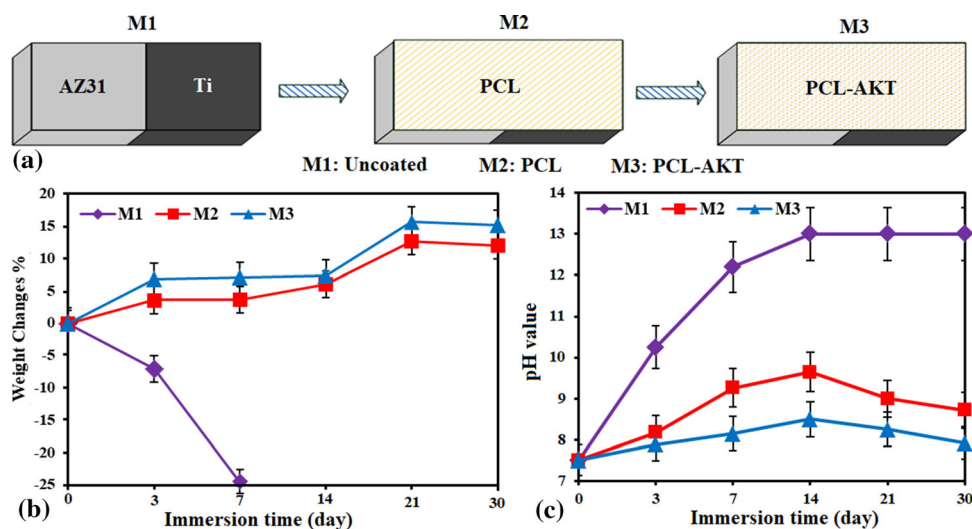 M1
M2
M3
AZ31
Ti
PCL
PCL-AKT
(a)
M1: Uncoated M2: PCL M3: PCL-AKT
M1 M2 M3
Weight Changes %
20
15
10
5
0
-5
-10
-15
-20
-25
0 3 7 14 21 30
(b)
Immersion time (day)
M1 M2 M3
pH value
14
13
12
11
10
9
8
7
0 3 7 14 21 30
(c)
Immersion time (day)